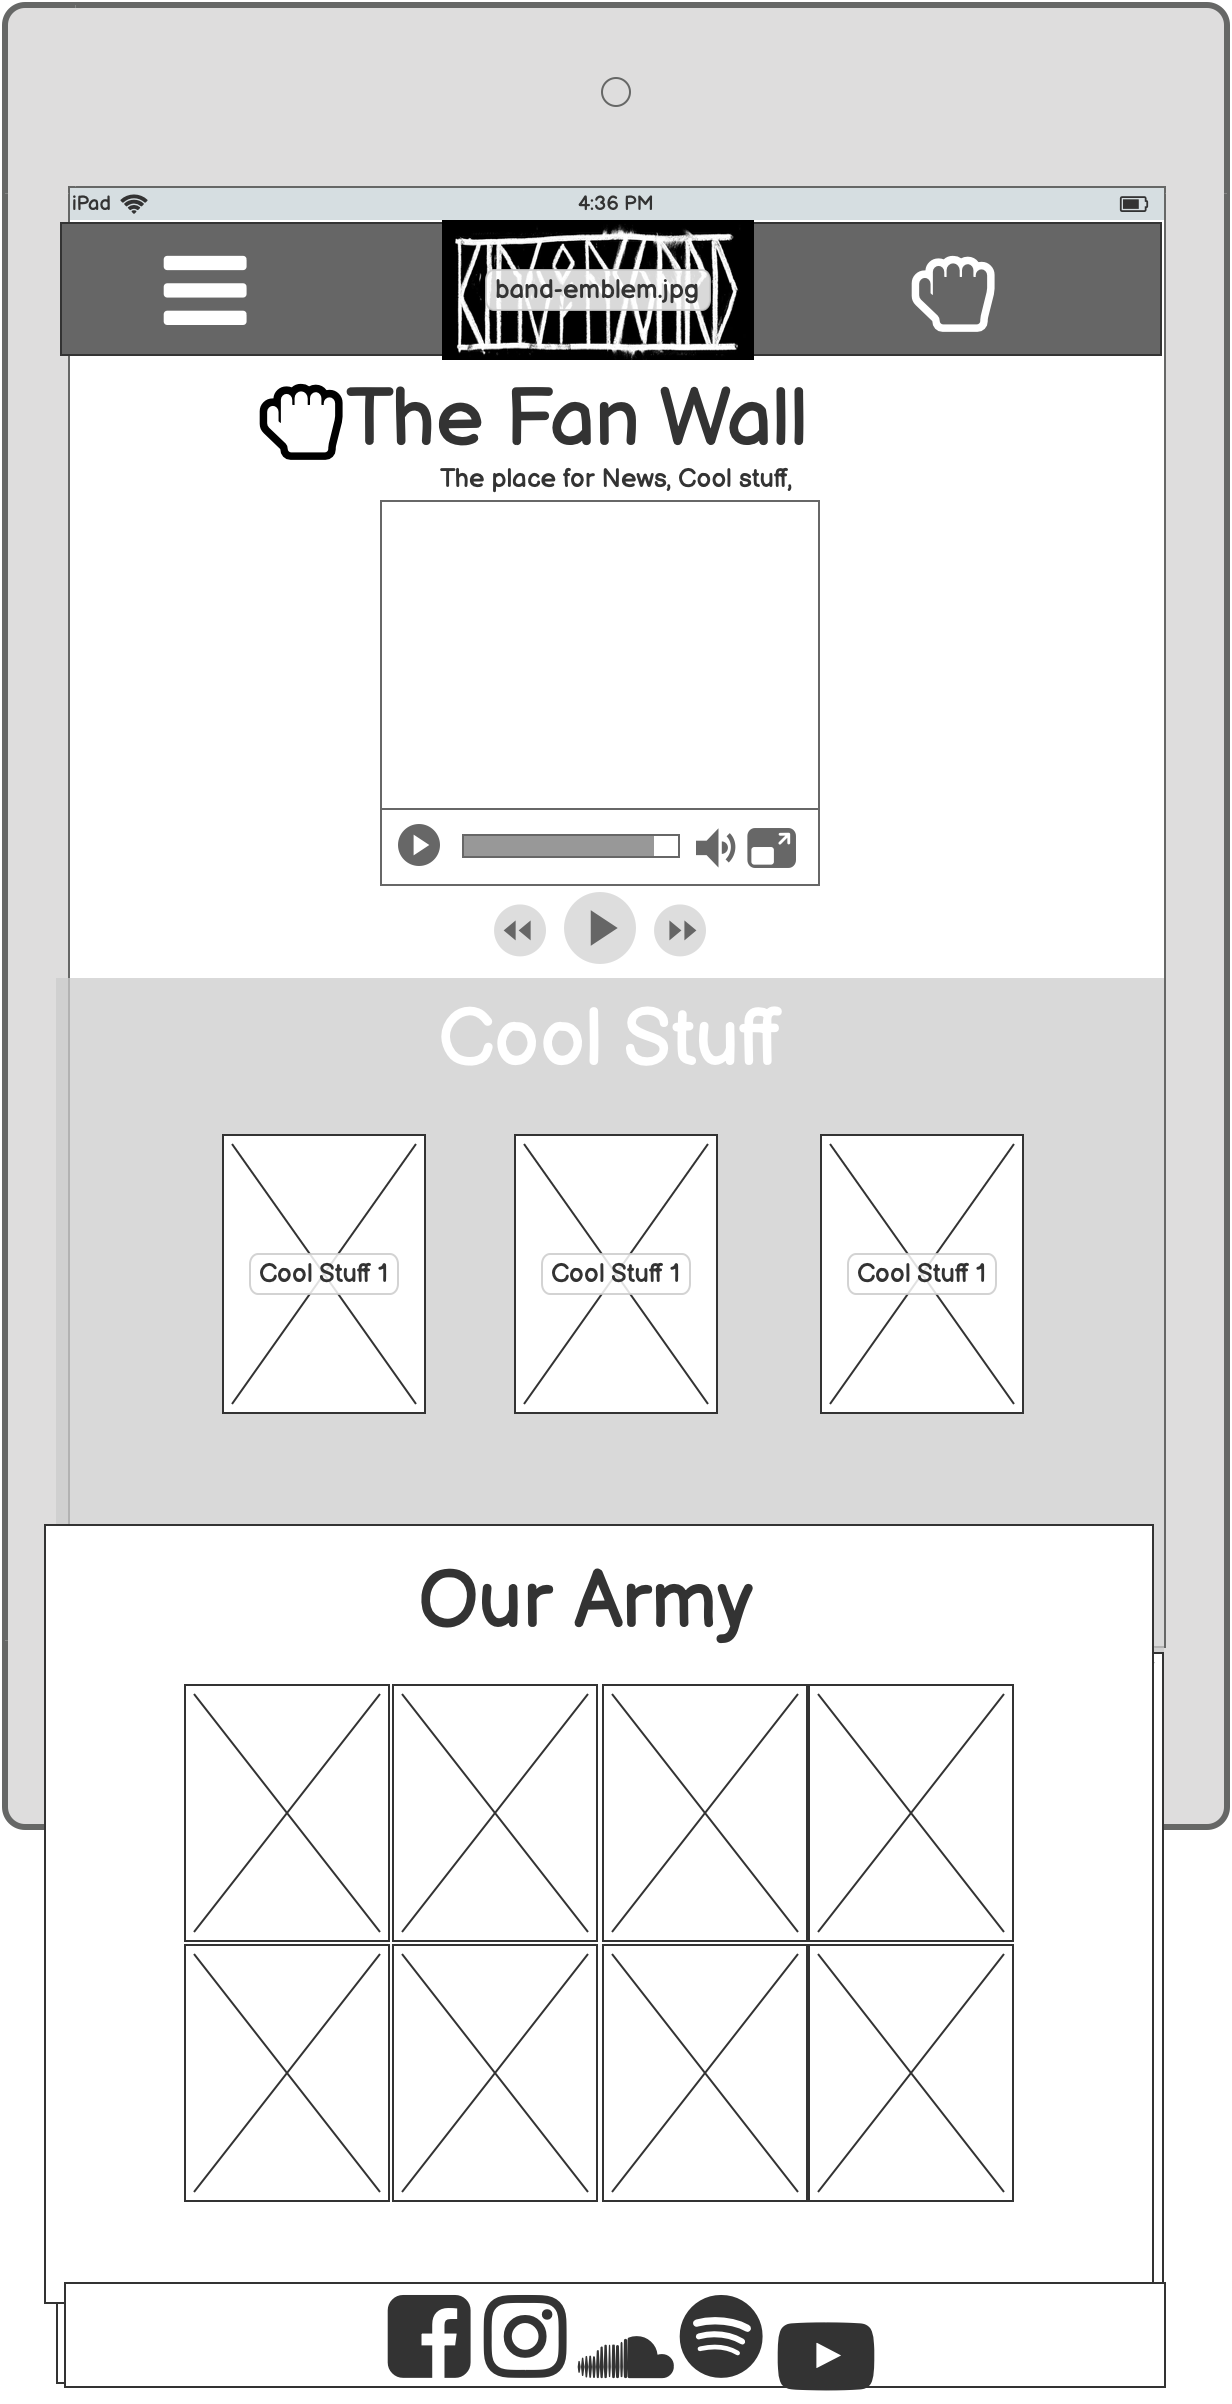 iPad
4:36 PM
band-emblem.jpg
The Fan Wall
The place for News, Cool stuff,
Cool Stuff
Cool Stuff 1
Cool Stuff 1
Cool Stuff 1
Our Army